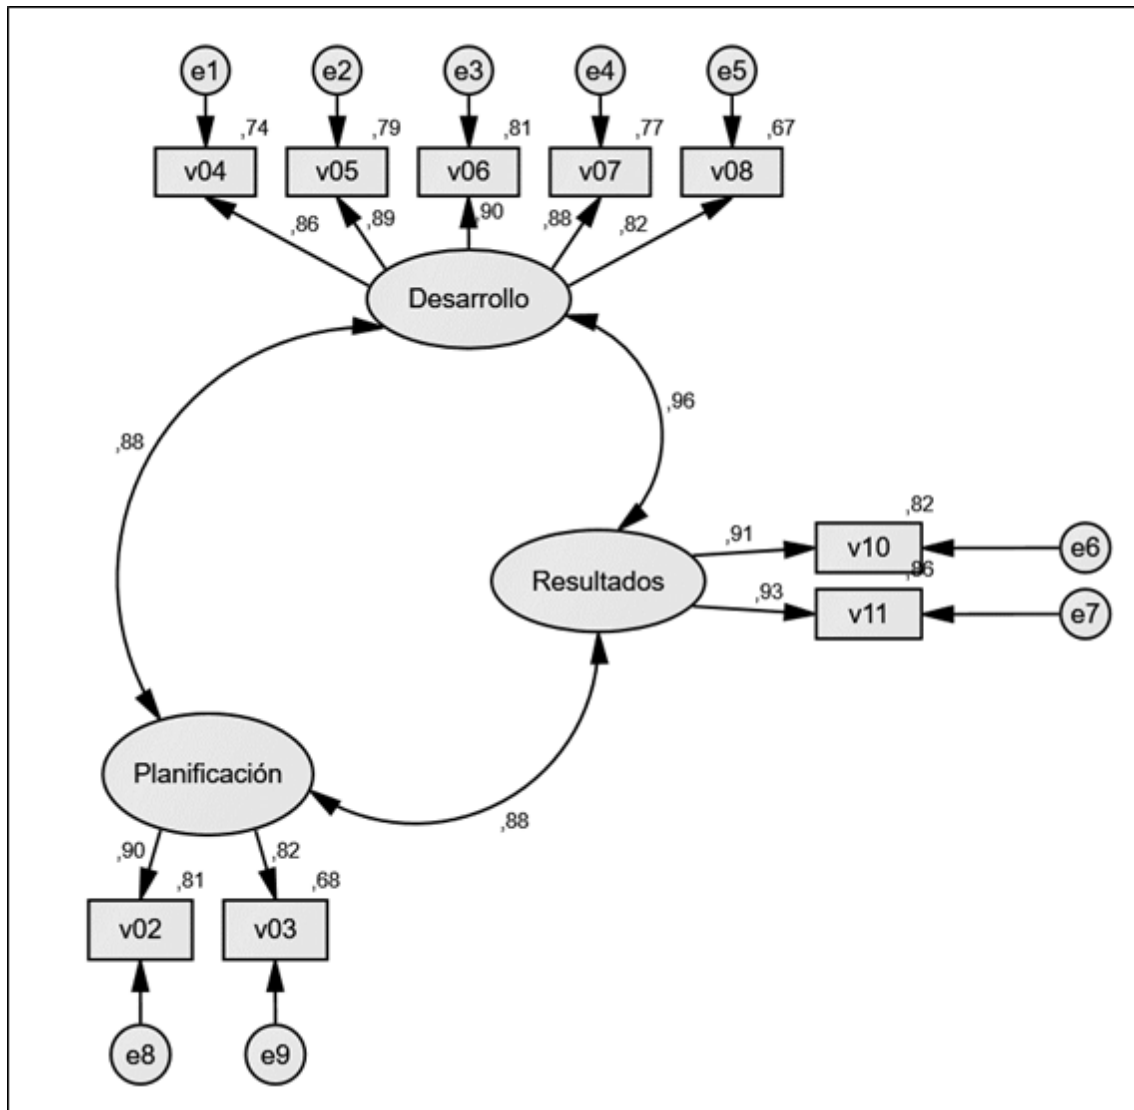 e1 e2 e3 e4 e5
,74 ,79 ,81 ,77 ,67
v04 v05 v06 v07 v08
,86 ,89 ,90 ,88 ,82
Desarrollo
,96
,88
,82
,91 v10 e6
,86
Resultados
,93 v11 e7
Planificación
,88
,90 ,82
,81 ,68
v02 v03
e8 e9